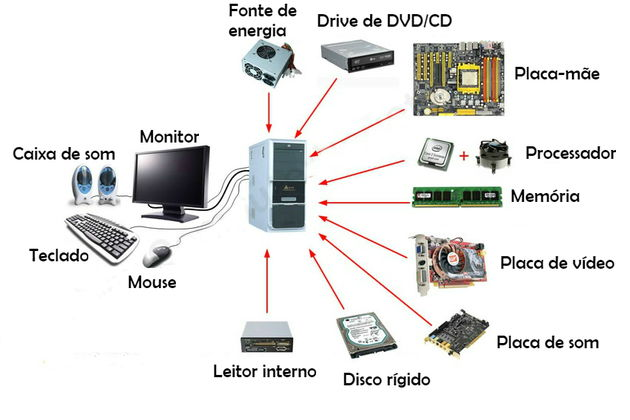 Fonte de
energia
Drive de DVD/CD
Placa-mãe
Monitor
Caixa de som
+
Processador
Memória
Teclado
Mouse
Placa de vídeo
Placa de som
Leitor interno
Disco rígido